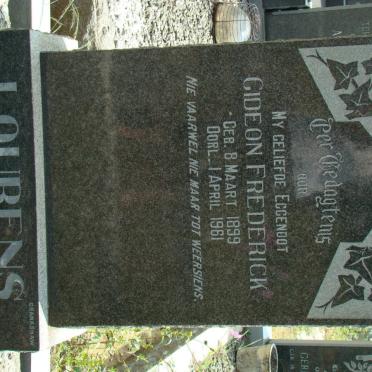 Ter Gedagtenis
AAN
MY GELIEFDE EGGENOOT
GIDEON FREDERICK
* GEB. 8 MAART 1899
OORL. 1 APRIL 1961
NIE VAARWEL NIE MAAR TOT WEERSIENS.
LOURENS